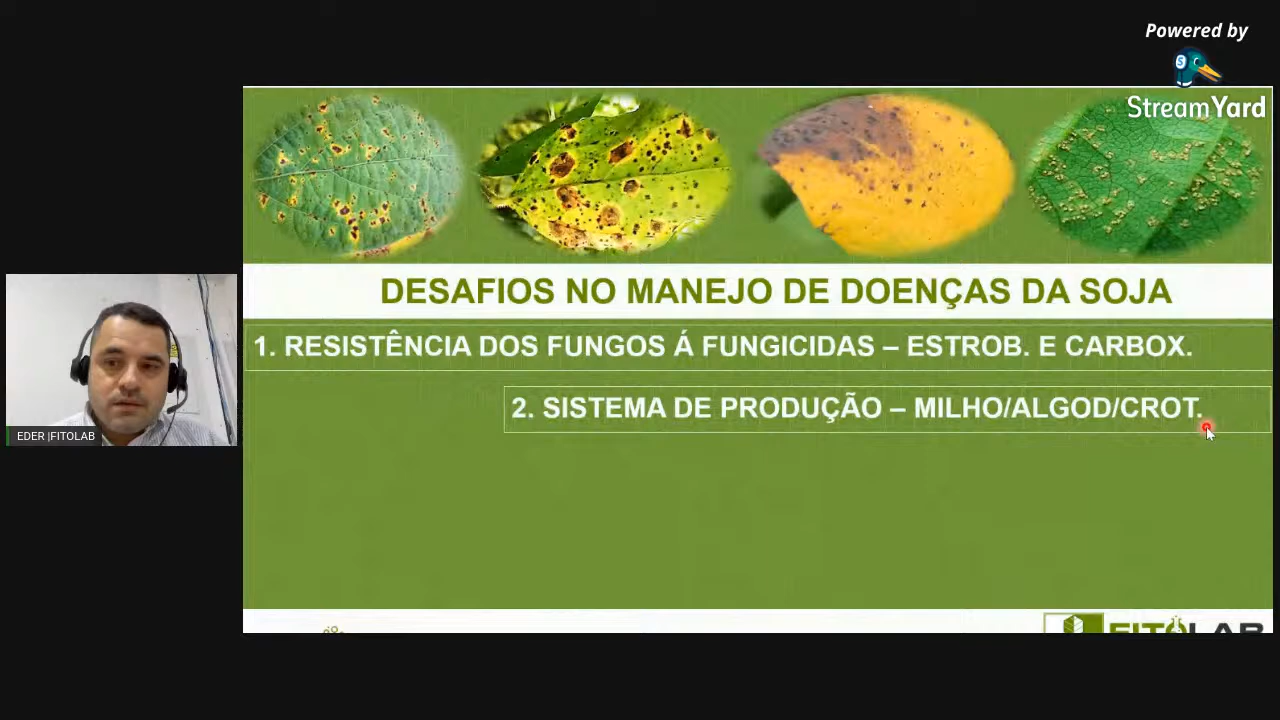 Powered by
StreamYard
DESAFIOS NO MANEJO DE DOENÇAS DA SOJA
1. RESISTÊNCIA DOS FUNGOS Á FUNGICIDAS – ESTROB. E CARBOX.
2. SISTEMA DE PRODUÇÃO – MILHO/ALGOD/CROT.
EDER |FITOLAB
FITOLAB